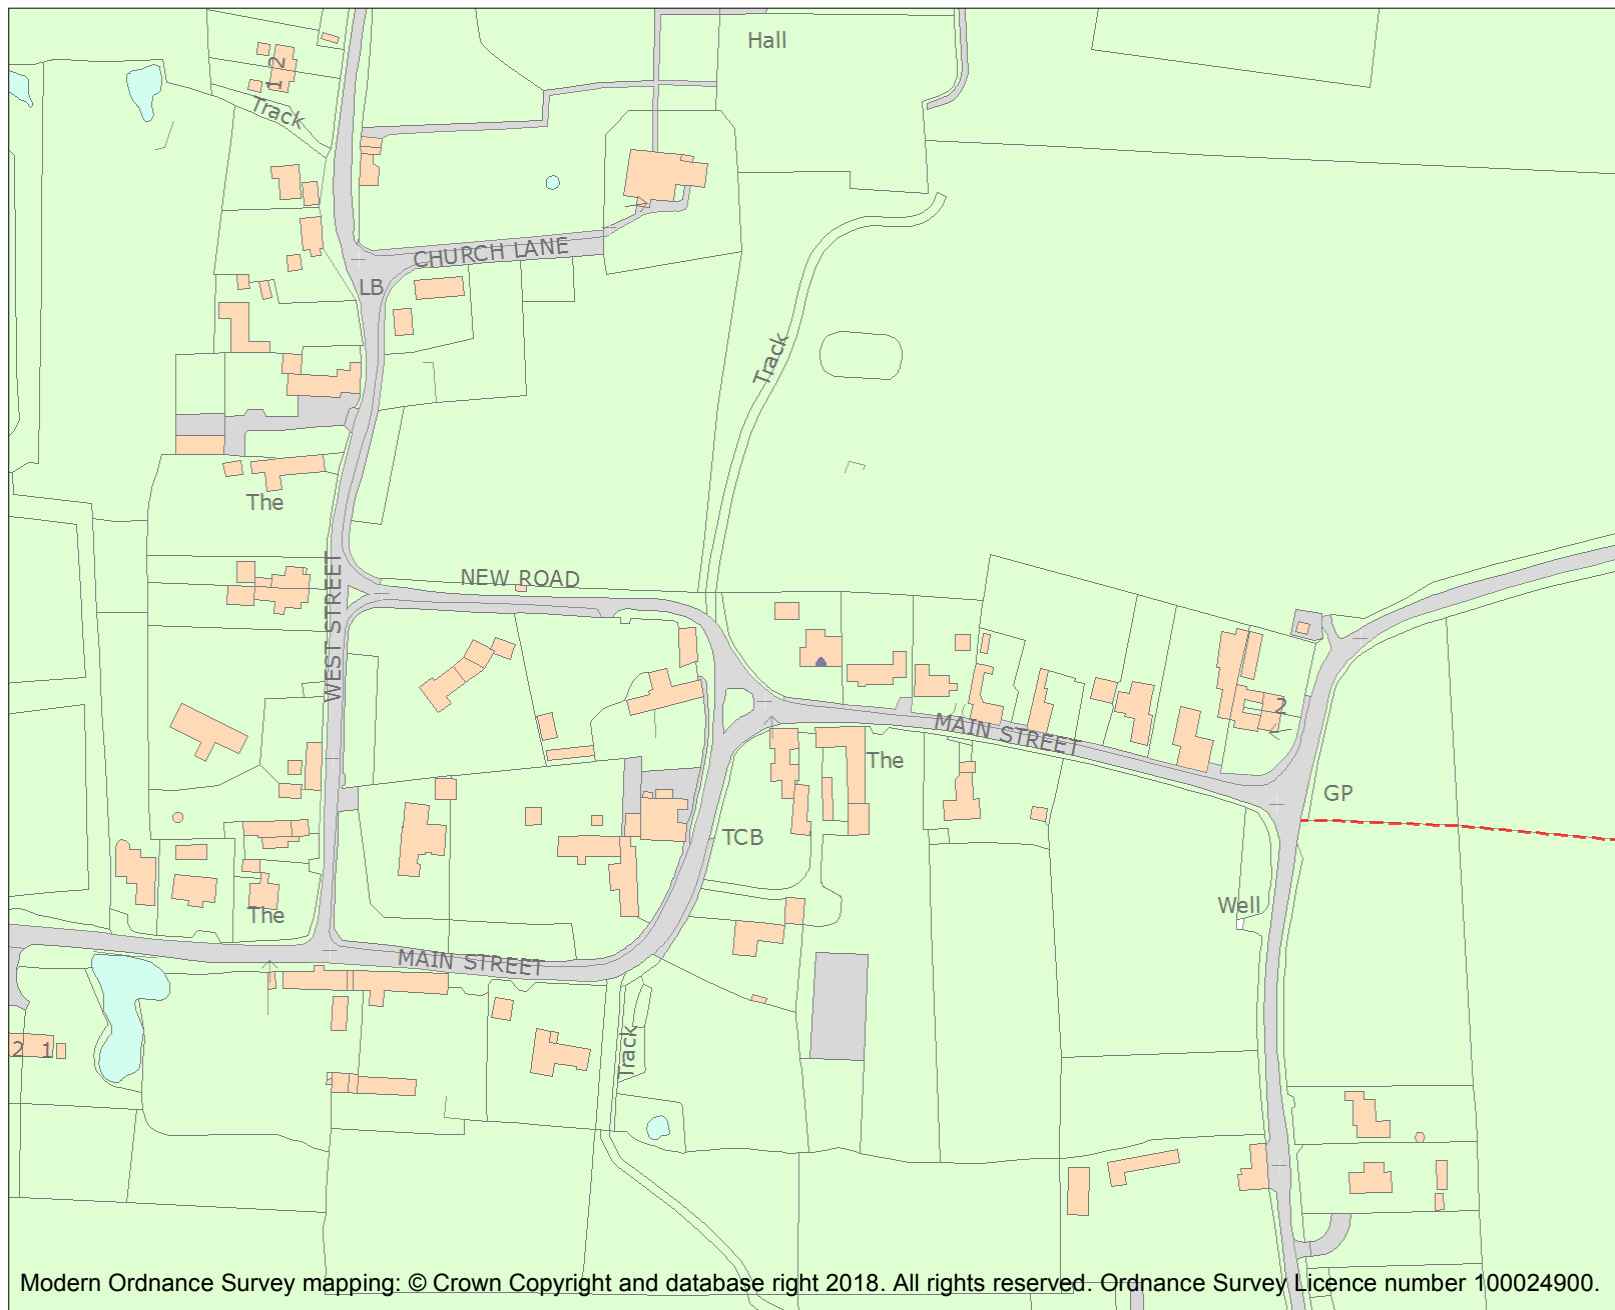 Hall
1 2
Track
CHURCH LANE
LB
Track
The
NEW ROAD
WEST STREET
2
MAIN STREET
The
GP
TCB
Well
The
MAIN STREET
2 1
Track
Modern Ordnance Survey mapping: © Crown Copyright and database right 2018. All rights reserved. Ordnance Survey Licence number 100024900.